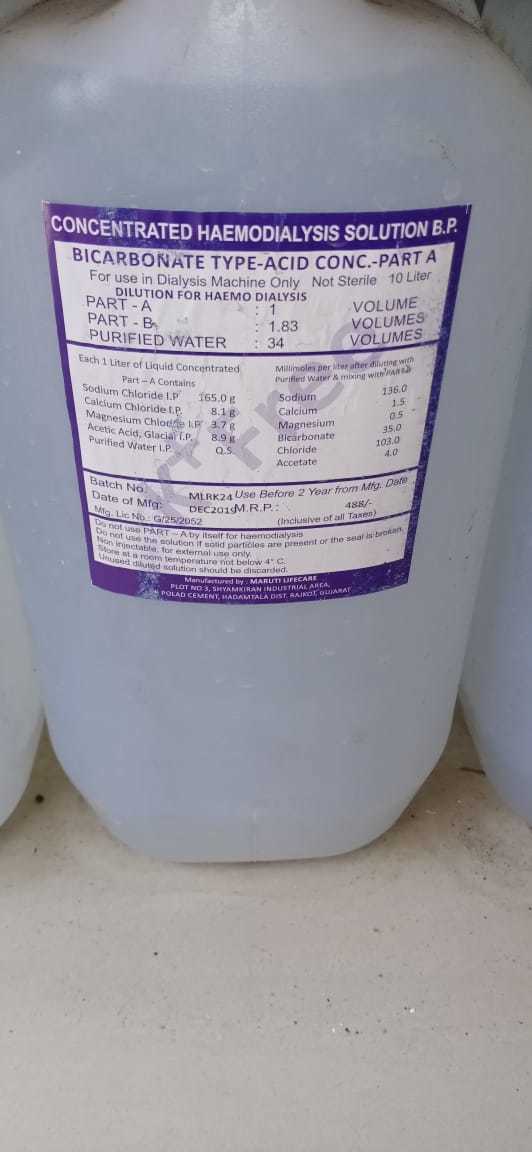 CONCENTRATED HAEMODIALYSIS SOLUTION B.P.
BICARBONATE TYPE-ACID CONC.-PART A
For use in Dialysis Machine Only Not Sterile 10 Liter
DILUTION FOR HAEMO DIALYSIS
PART - A : 1 VOLUME
PART - B : 1.83 VOLUMES
PURIFIED WATER : 34 VOLUMES
Each 1 Liter of Liquid Concentrated
Part – A Contains
Sodium Chloride I.P 165.0 g
Calcium Chloride I.P. 8.1 g
Magnesium Chloride I.P 3.7 g
Acetic Acid, Glacial I.P. 8.9 g
Purified Water I.P. Q.S.
Millimoles per liter after diluting with
Purified Water & mixing with PART-B
Sodium 136.0
Calcium 1.5
Magnesium 0.5
Bicarbonate 35.0
Chloride 103.0
Accetate 4.0
Batch No. MLRK24 Use Before 2 Year from Mfg. Date
Date of Mfg: DEC2019 M.R.P.: 488/-
Mfg. Lic No.: G/25/2052 (Inclusive of all Taxes)
Do not use PART – A by itself for haemodialysis
Do not use the solution if solid particles are present or the seal is broken.
Non injectable, for external use only.
Store at a room temperature not below 4° C.
Unused diluted solution should be discarded.
Manufactured by : MARUTI LIFECARE
PLOT NO 3, SHYAMKIRAN INDUSTRIAL AREA,
POLAD CEMENT, HADAMTALA DIST. RAJKOT, GUJARAT